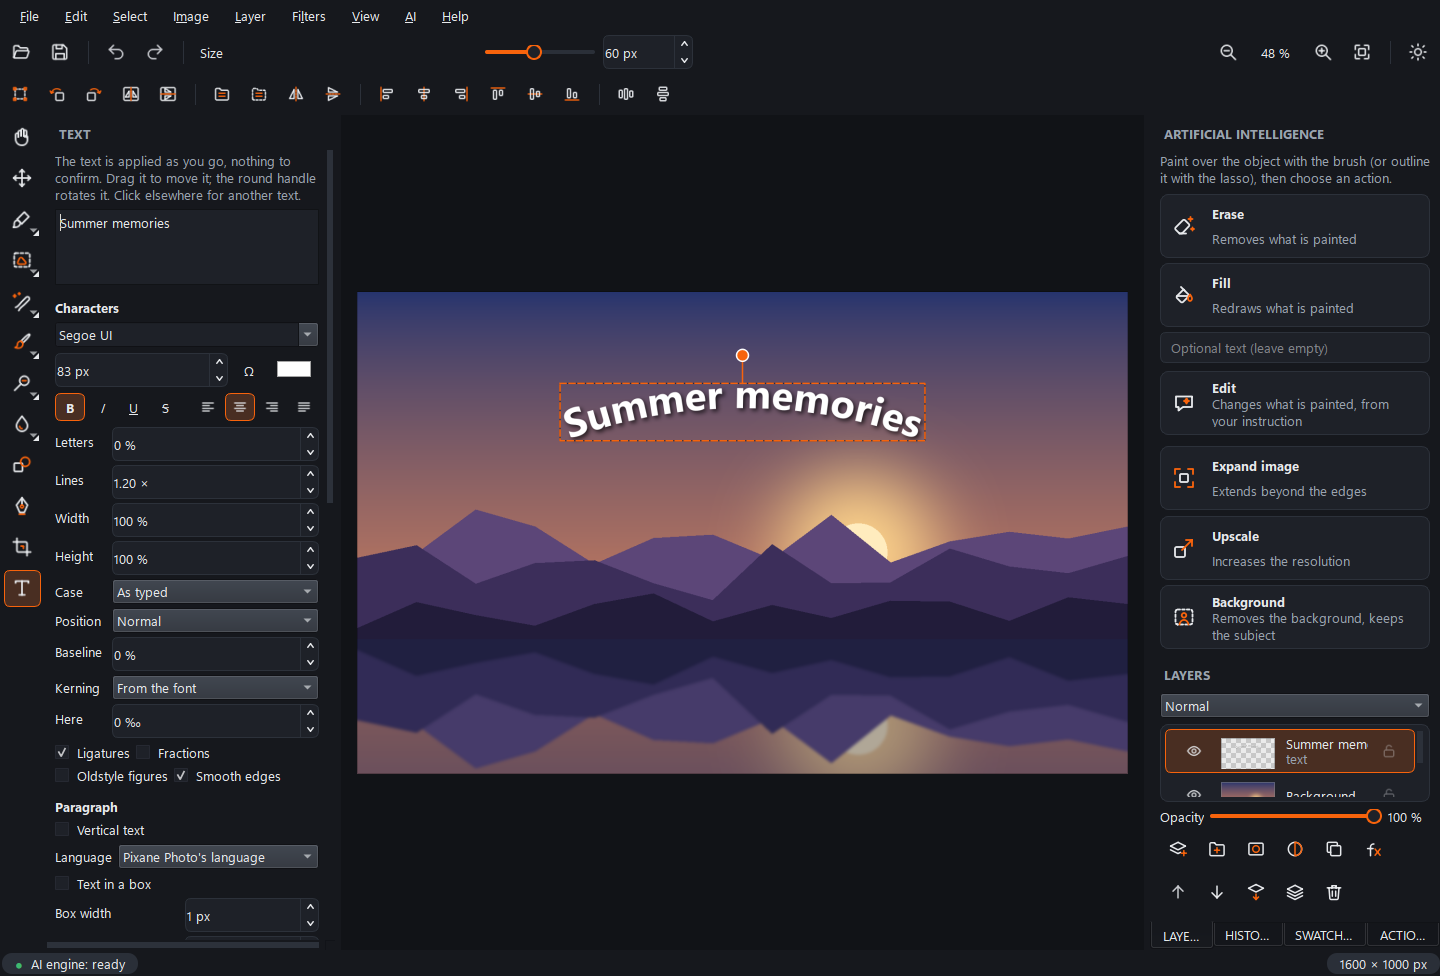 File Edit Select Image Layer Filters View AI Help
Size 60 px 48 %
TEXT
The text is applied as you go, nothing to
confirm. Drag it to move it; the round handle
rotates it. Click elsewhere for another text.
Summer memories
Characters
Segoe UI
83 px Ω
B I U S
Letters 0 %
Lines 1.20 ×
Width 100 %
Height 100 %
Case As typed
Position Normal
Baseline 0 %
Kerning From the font
Here 0 ‰
Ligatures Fractions
Oldstyle figures Smooth edges
Paragraph
Vertical text
Language Pixane Photo's language
Text in a box
Box width 1 px
Summer memories
ARTIFICIAL INTELLIGENCE
Paint over the object with the brush (or outline
it with the lasso), then choose an action.
Erase
Removes what is painted
Fill
Redraws what is painted
Optional text (leave empty)
Edit
Changes what is painted, from
your instruction
Expand image
Extends beyond the edges
Upscale
Increases the resolution
Background
Removes the background, keeps
the subject
LAYERS
Normal
Summer mem
text
Background
Opacity 100 %
fx
LAYE... HISTO... SWATCH... ACTIO...
AI engine: ready
1600 × 1000 px